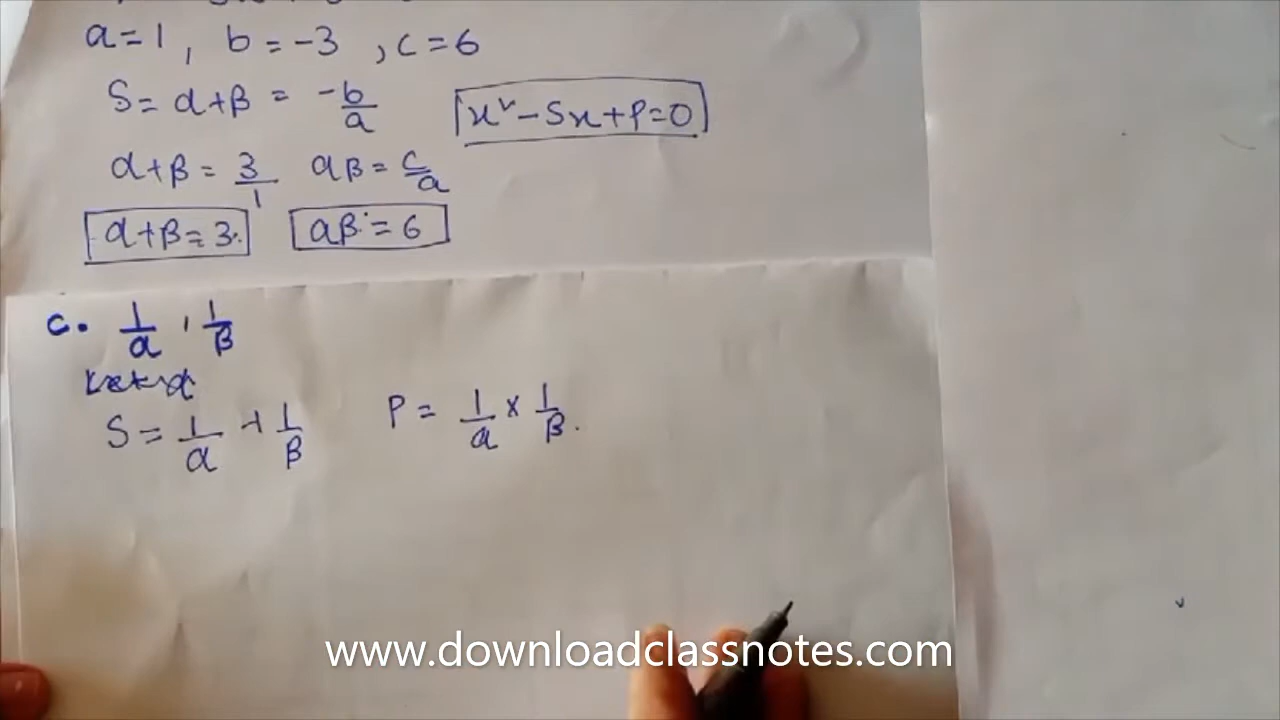 a=1, b=-3, c=6
S= α+β = -b/a
x² - Sx+P=0
α+β = 3/1 αβ = c/a
α+β=3. αβ = 6
c. 1/α , 1/β
S = 1/α + 1/β P = 1/α × 1/β.
www.downloadclassnotes.com